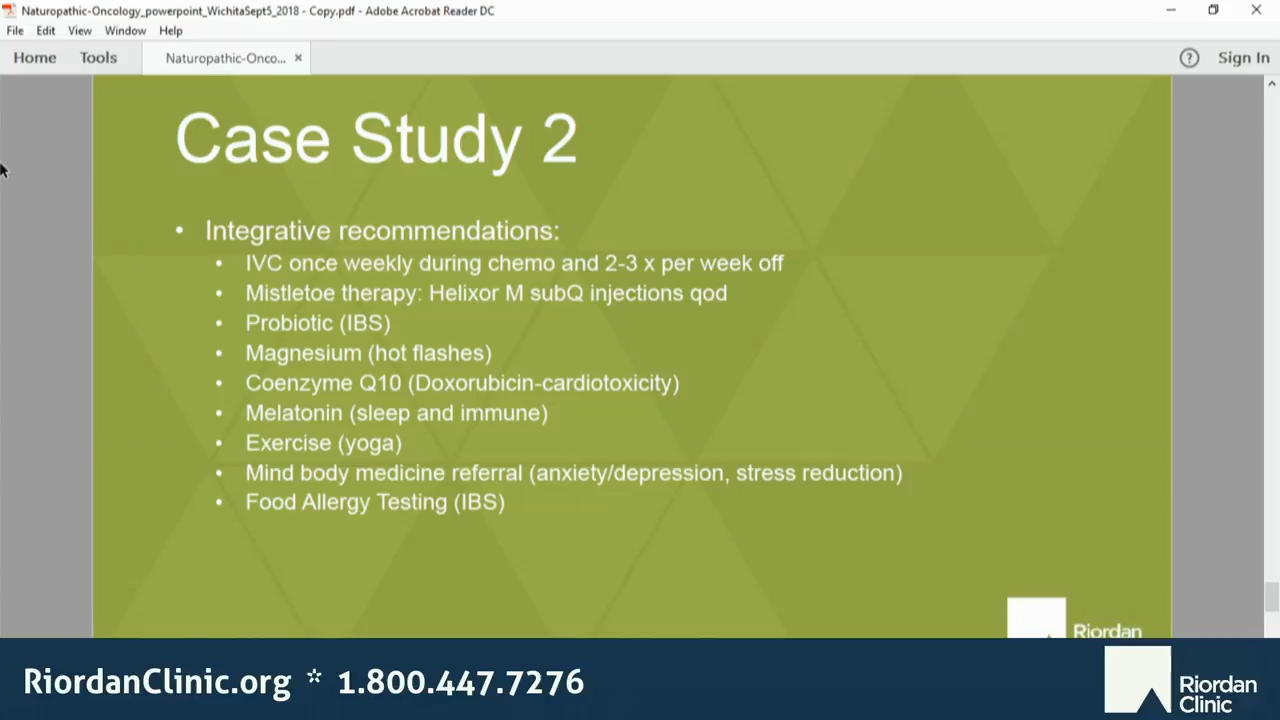 Naturopathic-Oncology_powerpoint_WichitaSept5_2018 - Copy.pdf - Adobe Acrobat Reader DC
File Edit View Window Help
Home Tools Naturopathic-Onco... × ? Sign In
Case Study 2
• Integrative recommendations:
• IVC once weekly during chemo and 2-3 x per week off
• Mistletoe therapy: Helixor M subQ injections qod
• Probiotic (IBS)
• Magnesium (hot flashes)
• Coenzyme Q10 (Doxorubicin-cardiotoxicity)
• Melatonin (sleep and immune)
• Exercise (yoga)
• Mind body medicine referral (anxiety/depression, stress reduction)
• Food Allergy Testing (IBS)
Riordan
RiordanClinic.org * 1.800.447.7276
Riordan
Clinic